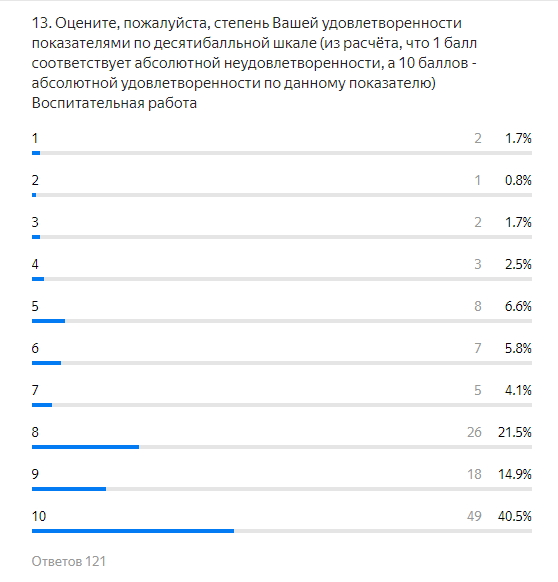 13. Оцените, пожалуйста, степень Вашей удовлетворенности
показателями по десятибалльной шкале (из расчёта, что 1 балл
соответствует абсолютной неудовлетворенности, а 10 баллов -
абсолютной удовлетворенности по данному показателю)
Воспитательная работа
1 2 1.7%
2 1 0.8%
3 2 1.7%
4 3 2.5%
5 8 6.6%
6 7 5.8%
7 5 4.1%
8 26 21.5%
9 18 14.9%
10 49 40.5%
Ответов 121